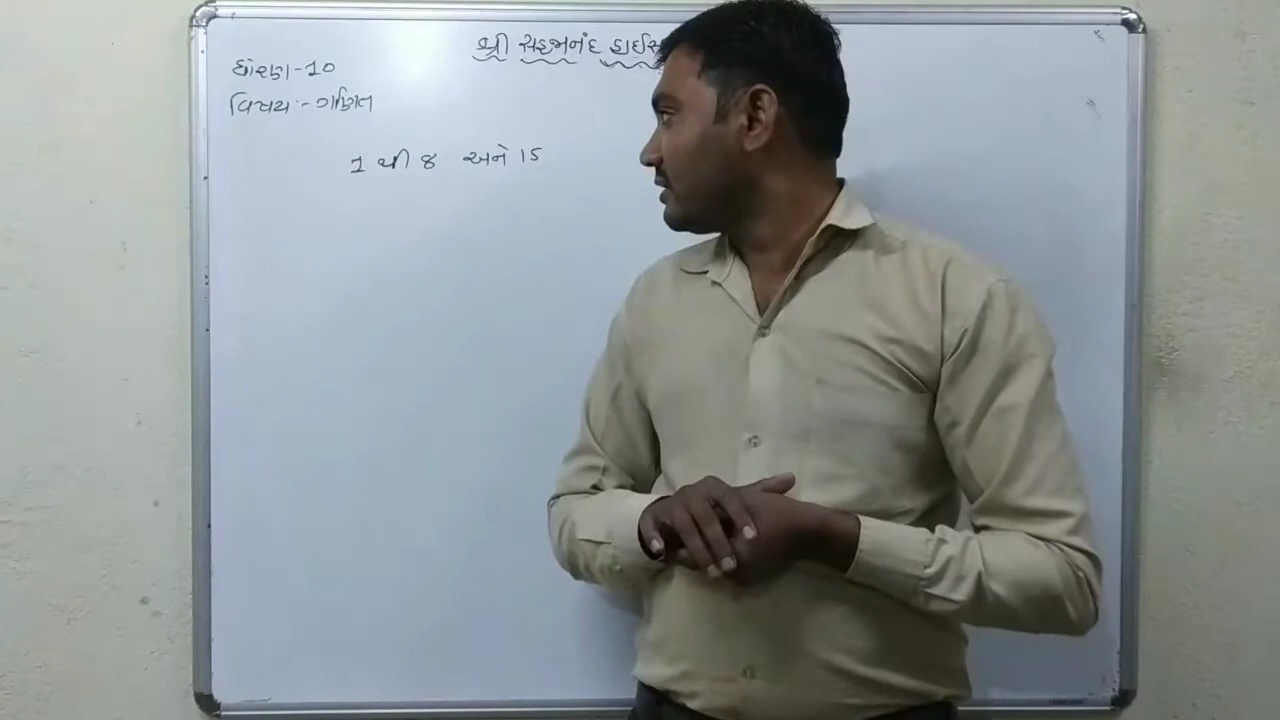 શ્રી સહજાનંદ હાઈસ્
ધોરણ-10
વિષય:- ગણિત
1 થી 8 અને 15